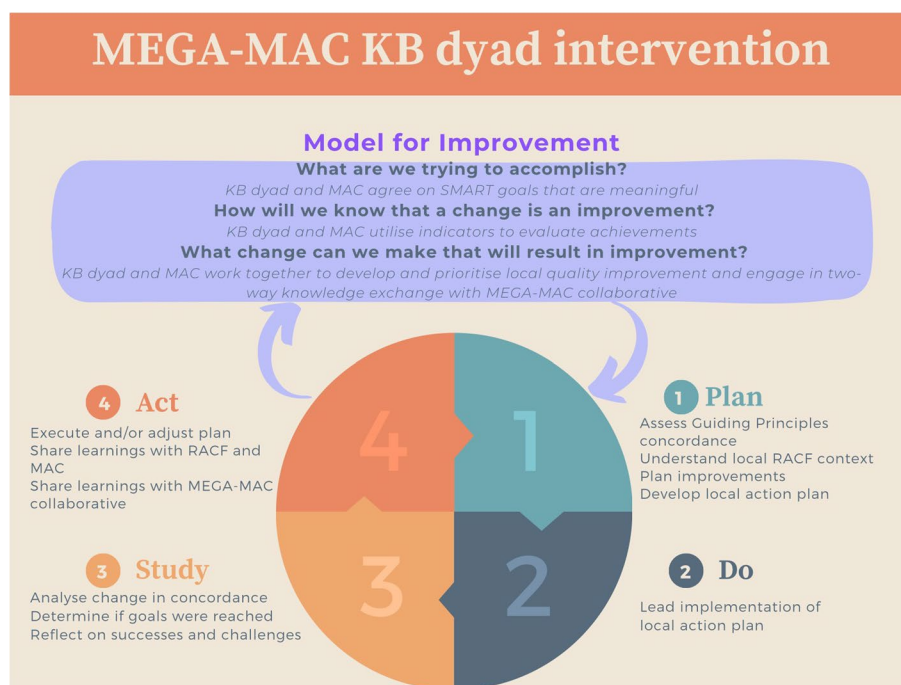 MEGA-MAC KB dyad intervention
Model for Improvement
What are we trying to accomplish?
KB dyad and MAC agree on SMART goals that are meaningful
How will we know that a change is an improvement?
KB dyad and MAC utilise indicators to evaluate achievements
What change can we make that will result in improvement?
KB dyad and MAC work together to develop and prioritise local quality improvement and engage in two-
way knowledge exchange with MEGA-MAC collaborative
1 Plan
Assess Guiding Principles
concordance
Understand local RACF context
Plan improvements
Develop local action plan
2 Do
Lead implementation of
local action plan
3 Study
Analyse change in concordance
Determine if goals were reached
Reflect on successes and challenges
4 Act
Execute and/or adjust plan
Share learnings with RACF and
MAC
Share learnings with MEGA-MAC
collaborative
4
1
3
2